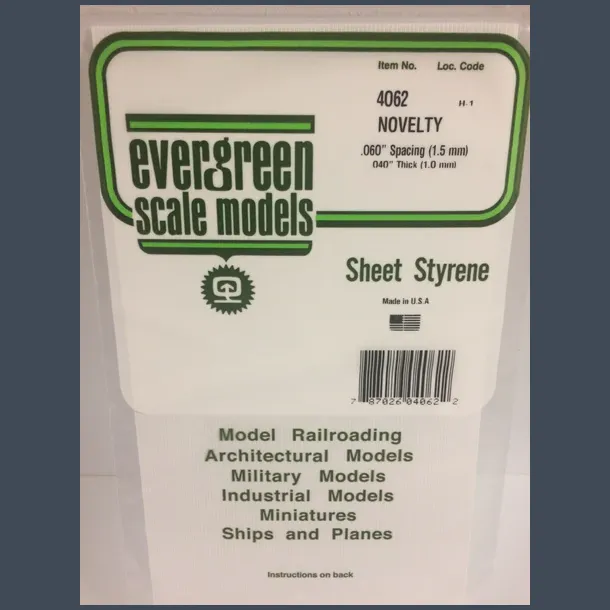 Item No. Loc. Code
4062 H-1
NOVELTY
.060" Spacing (1.5 mm)
.040" Thick (1.0 mm)
evergreen
scale models
Sheet Styrene
Made in U.S.A
7 87026 04062 2
Model Railroading
Architectural Models
Military Models
Industrial Models
Miniatures
Ships and Planes
Instructions on back